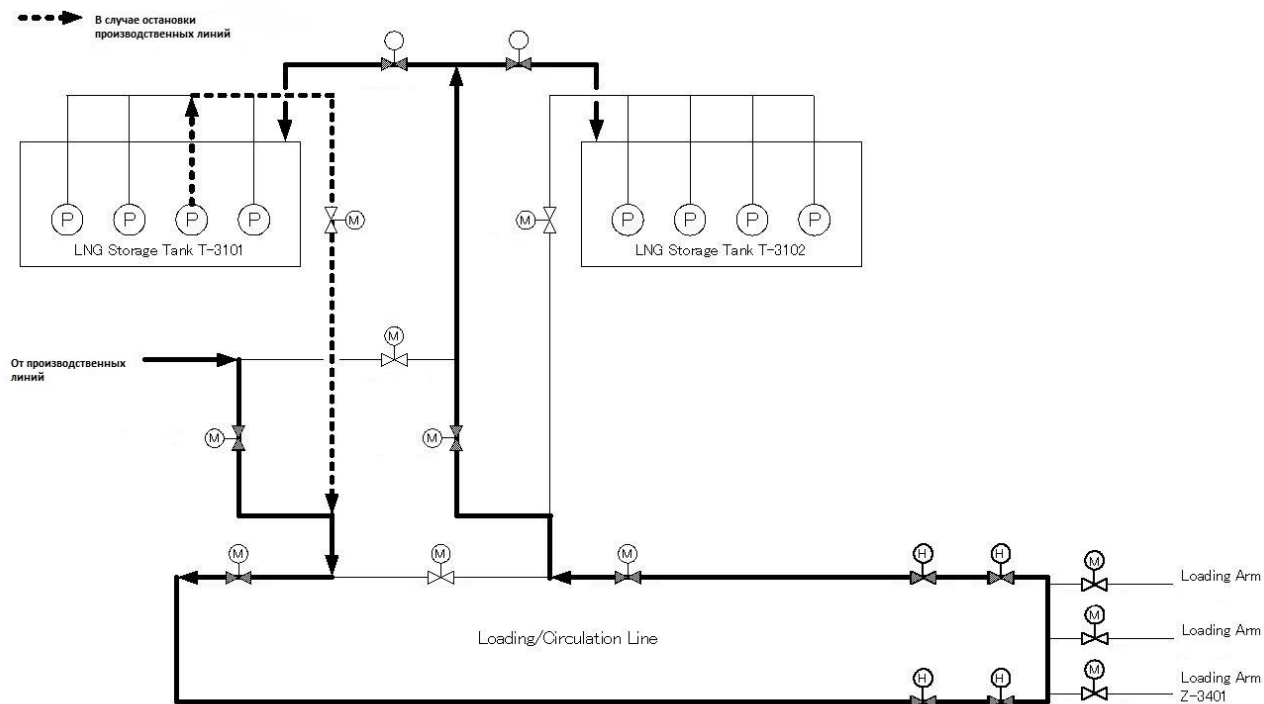 В случае остановки
производственных линий
P P P P
M
M
P P P P
LNG Storage Tank T-3101
LNG Storage Tank T-3102
M
От производственных
линий
M
M
M
M
M
H
H
M
Loading Arm
M
Loading/Circulation Line
Loading Arm
H
H
M
Loading Arm
Z-3401